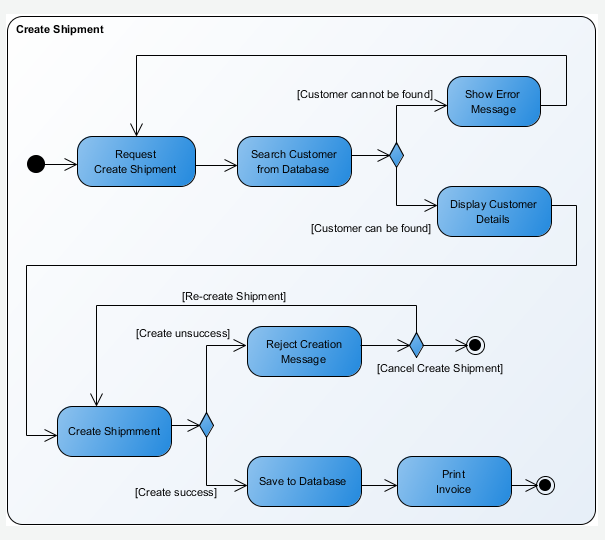 Create Shipment
[Customer cannot be found]
Show Error
Message
Request
Create Shipment
Search Customer
from Database
Display Customer
Details
[Customer can be found]
[Re-create Shipment]
[Create unsuccess]
Reject Creation
Message
[Cancel Create Shipment]
Create Shipmment
[Create success]
Save to Database
Print
Invoice